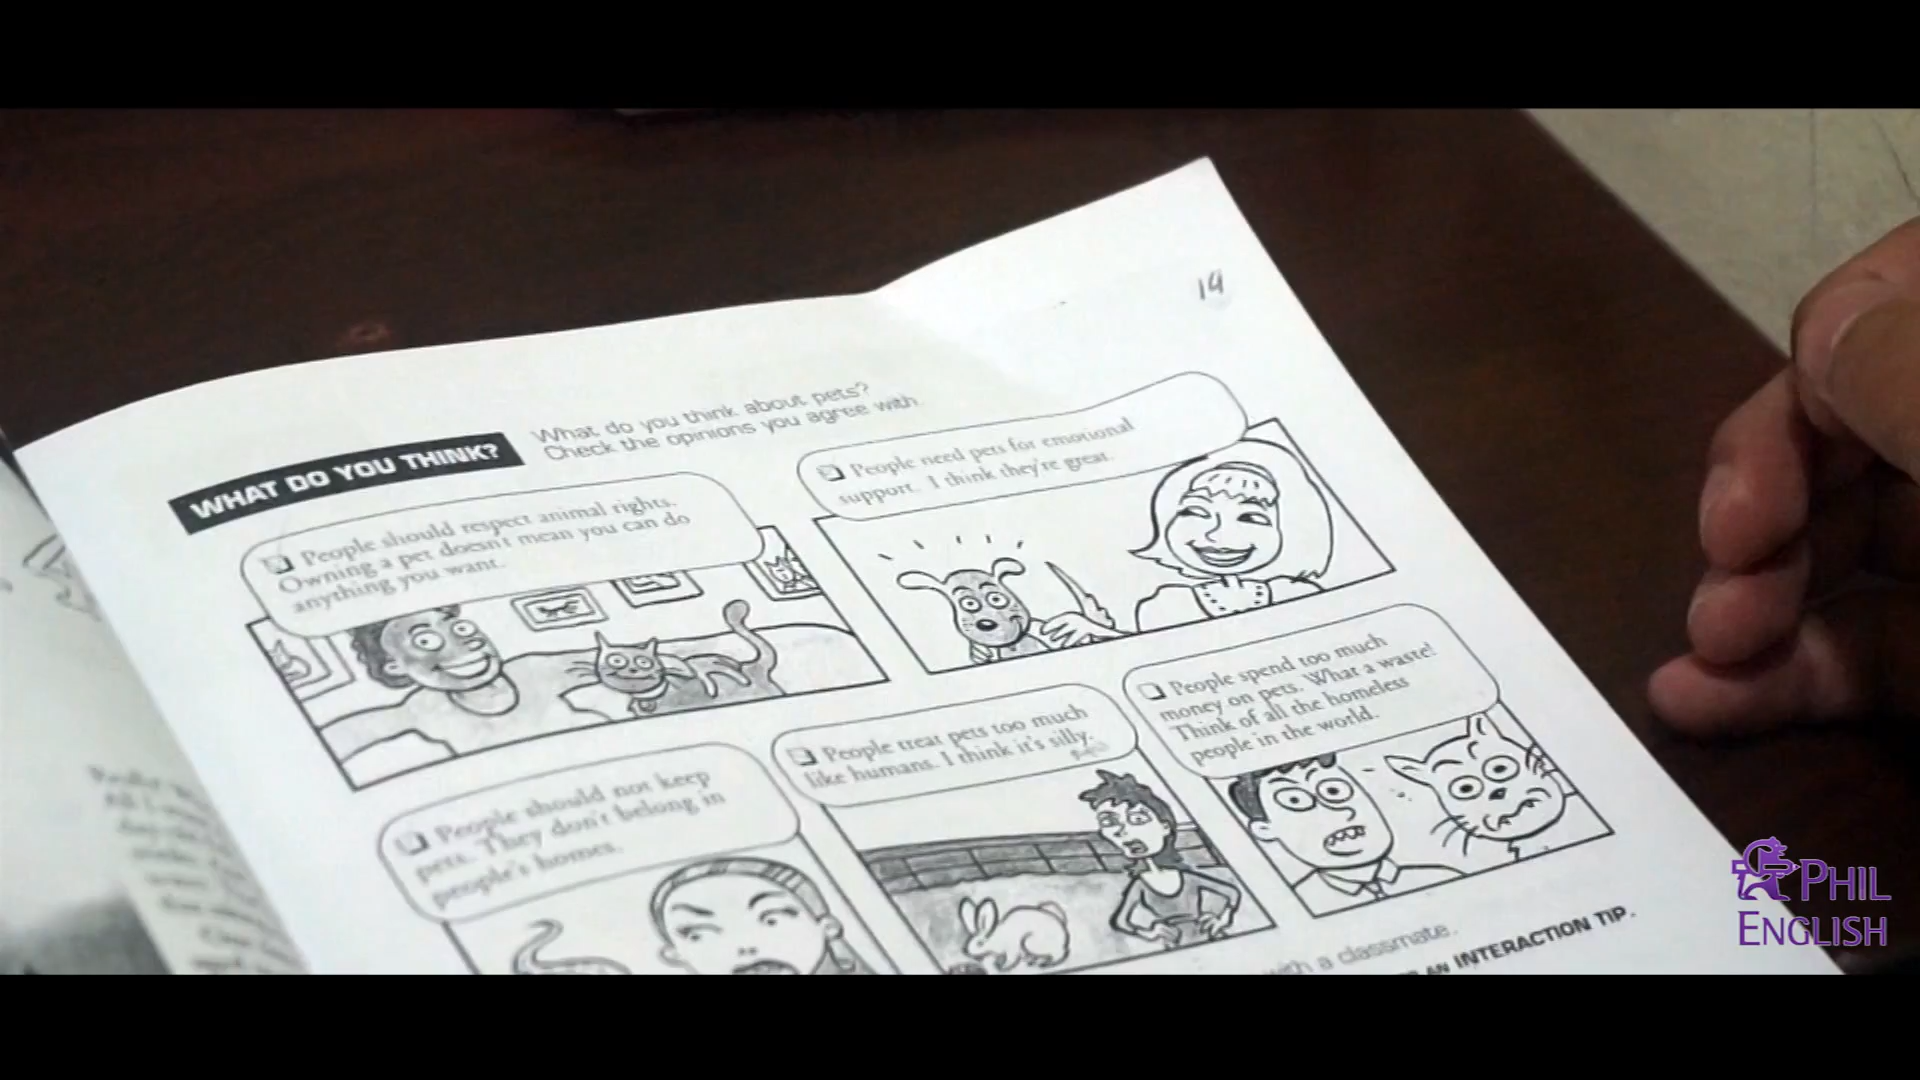 19
WHAT DO YOU THINK?
What do you think about pets?
Check the opinions you agree with.
People should respect animal rights.
Owning a pet doesn't mean you can do
anything you want.
People need pets for emotional
support. I think they're great.
People should not keep
pets. They don't belong in
people's homes.
People treat pets too much
like humans. I think it's silly.
People spend too much
money on pets. What a waste!
Think of all the homeless
people in the world.
with a classmate.
AN INTERACTION TIP.
PHIL
ENGLISH